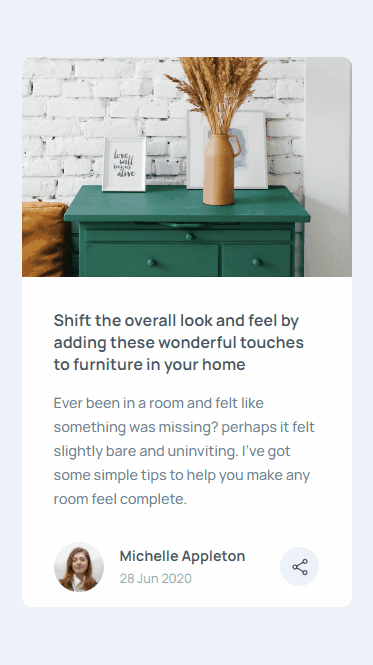 love
will
begins
alive
Shift the overall look and feel by
adding these wonderful touches
to furniture in your home
Ever been in a room and felt like
something was missing? perhaps it felt
slightly bare and uninviting. I've got
some simple tips to help you make any
room feel complete.
Michelle Appleton
28 Jun 2020